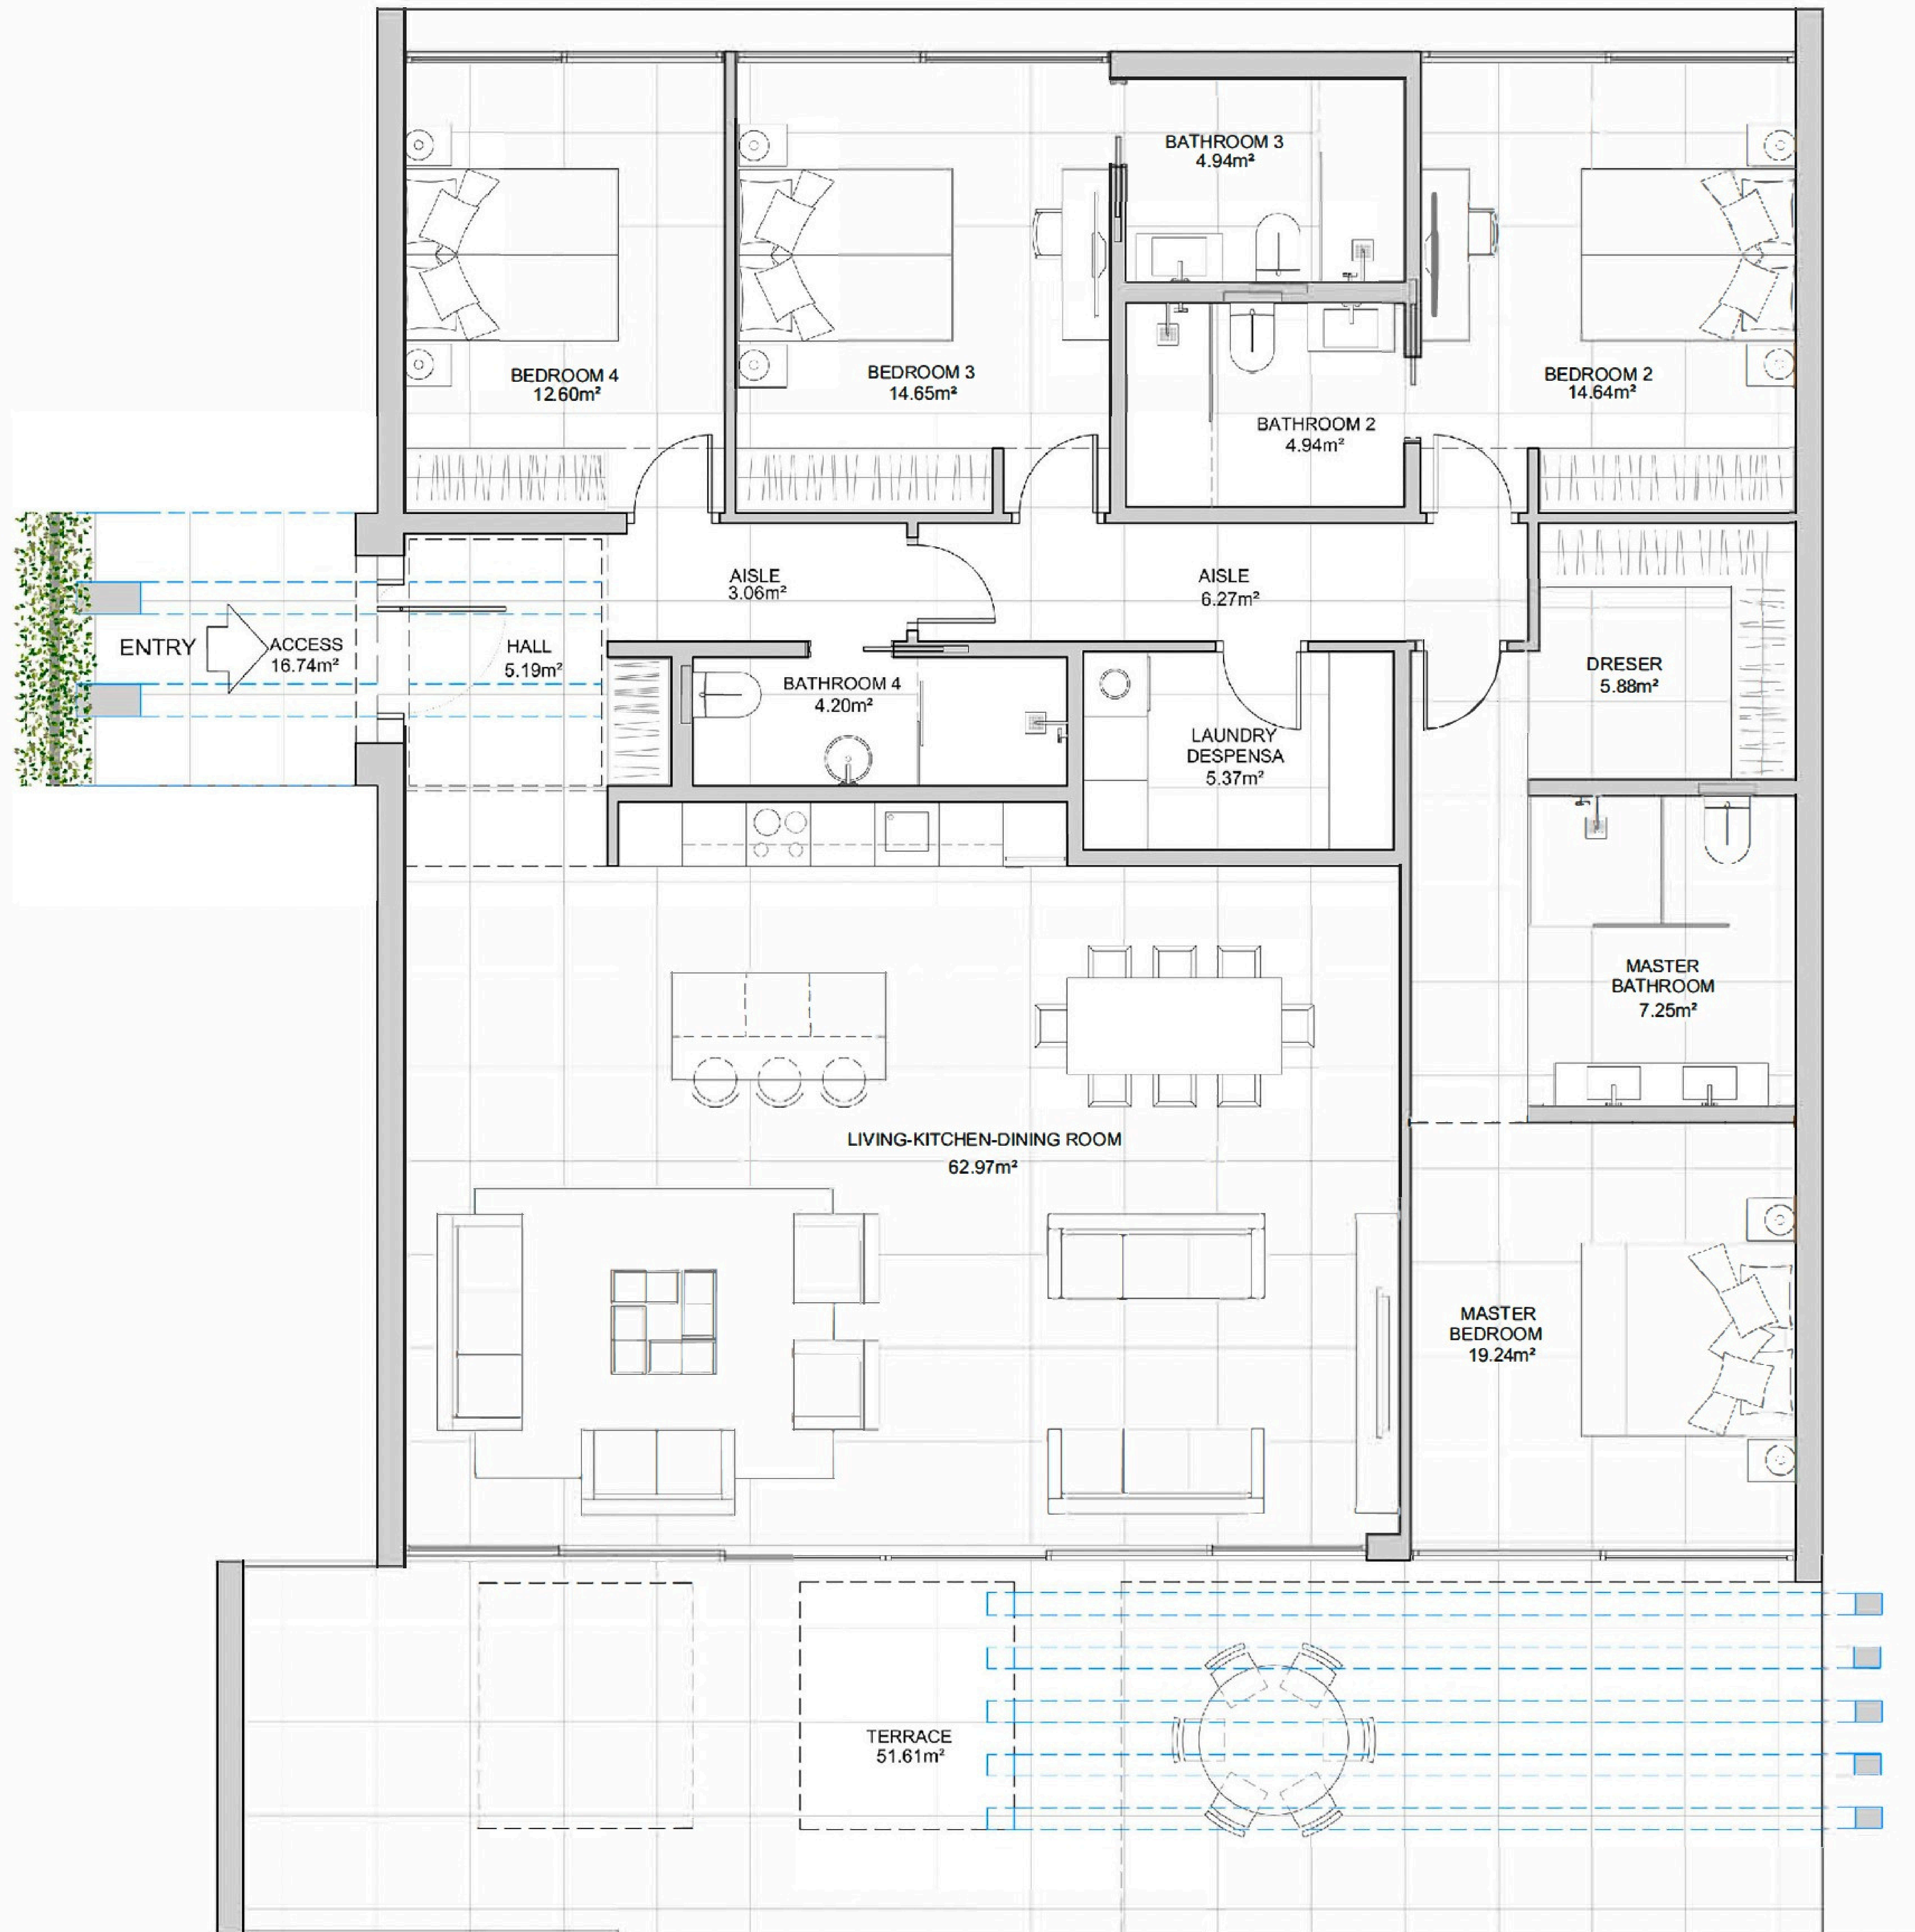 BATHROOM 3
4.94m²
BEDROOM 4
12.60m²
BEDROOM 3
14.65m²
BEDROOM 2
14.64m²
BATHROOM 2
4.94m²
AISLE
3.06m²
AISLE
6.27m²
ENTRY
ACCESS
16.74m²
HALL
5.19m²
BATHROOM 4
4.20m²
DRESER
5.88m²
LAUNDRY
DESPENSA
5.37m²
MASTER
BATHROOM
7.25m²
LIVING-KITCHEN-DINING ROOM
62.97m²
MASTER
BEDROOM
19.24m²
TERRACE
51.61m²